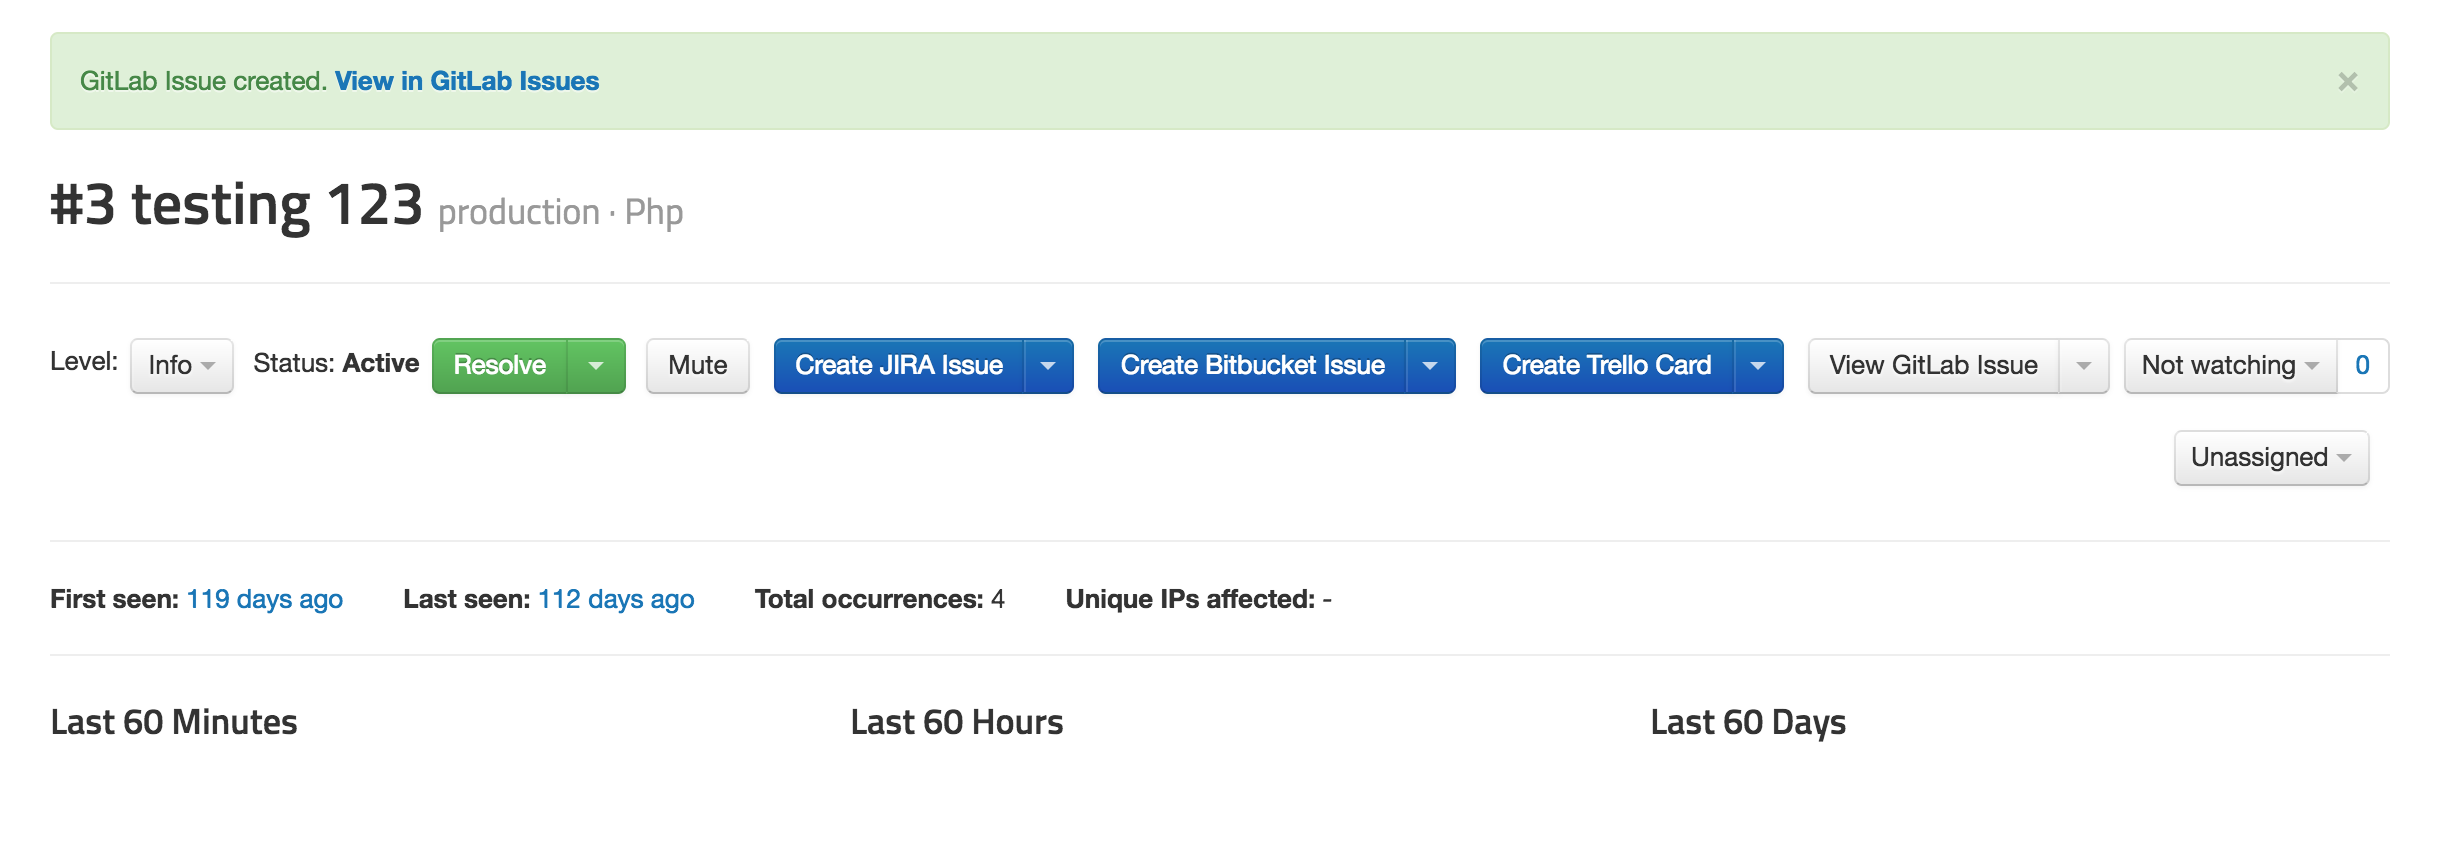 GitLab Issue created. View in GitLab Issues ×
#3 testing 123 production · Php
Level: Info Status: Active Resolve Mute Create JIRA Issue Create Bitbucket Issue Create Trello Card View GitLab Issue Not watching 0
Unassigned
First seen: 119 days ago Last seen: 112 days ago Total occurrences: 4 Unique IPs affected: -
Last 60 Minutes Last 60 Hours Last 60 Days